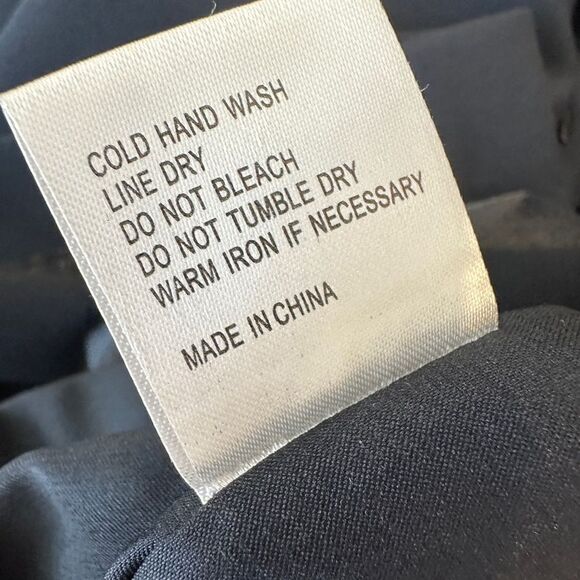 COLD HAND WASH
LINE DRY
DO NOT BLEACH
DO NOT TUMBLE DRY
WARM IRON IF NECESSARY
MADE IN CHINA